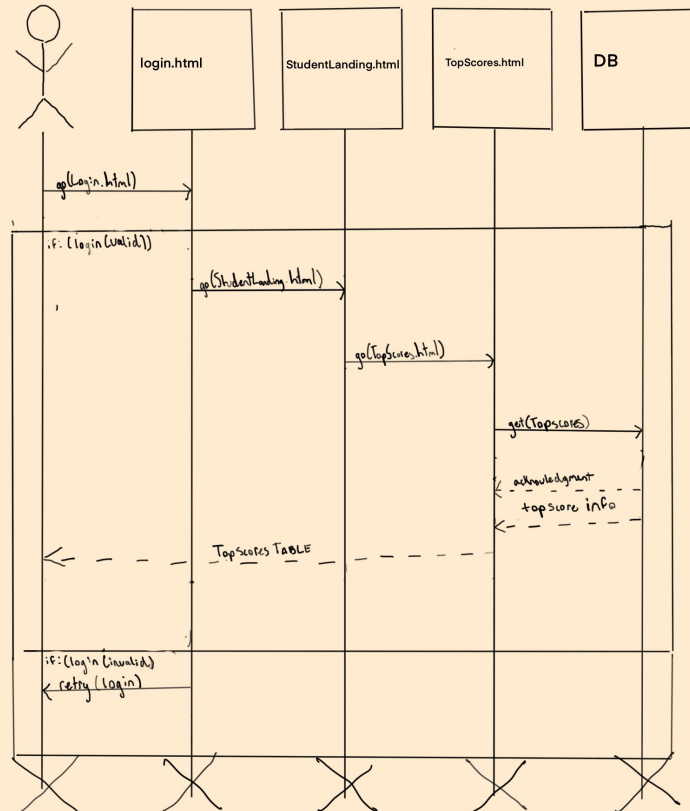 login.html
StudentLanding.html
TopScores.html
DB
go(Login.html)
if:(login(valid))
go(StudentLanding.html)
go(TopScores.html)
get(Topscores)
acknowledgment
topscore info
TopScores TABLE
if:(login(invalid)
retry(login)